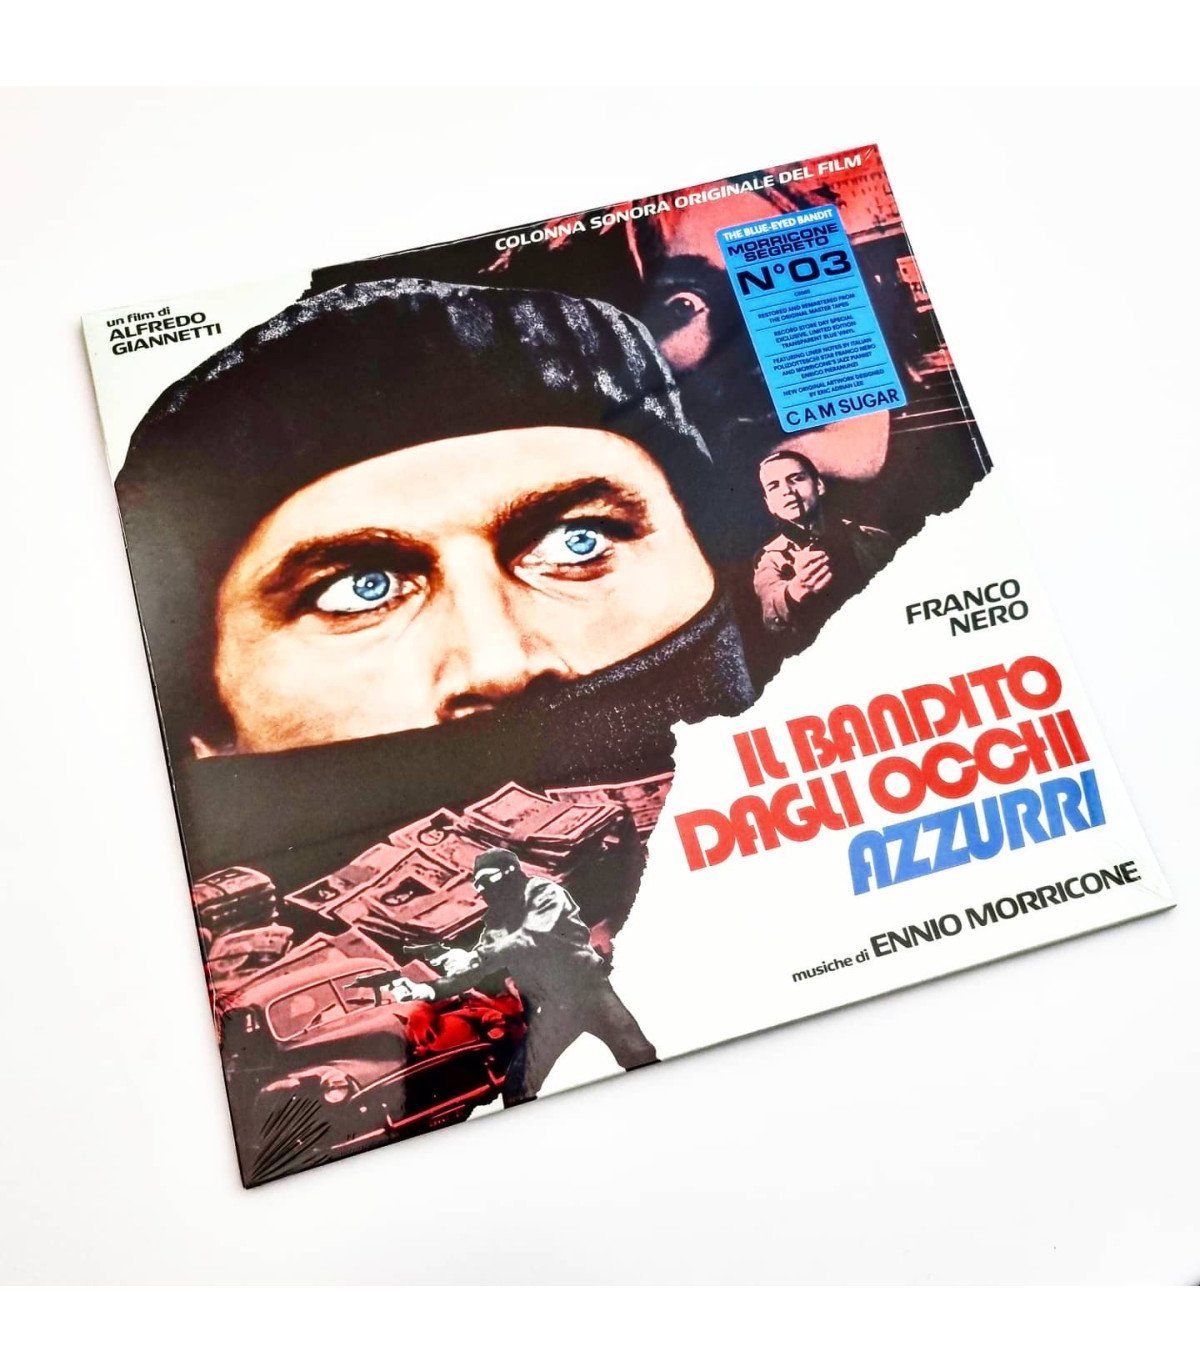 COLONNA SONORA ORIGINALE DEL FILM
un film di
ALFREDO
GIANNETTI
THE BLUE-EYED BANDIT
MORRICONE
SEGRETO
N°03
RESTORED AND REMASTERED FROM
THE ORIGINAL MASTER TAPES
RECORD STORE DAY SPECIAL
EXCLUSIVE, LIMITED EDITION
TRANSPARENT BLUE VINYL
FEATURING LINER NOTES BY ITALIAN
POLIZIOTTESCHI STAR FRANCO NERO
AND MORRICONE'S JAZZ PIANIST
ENRICO PIERANUNZI
NEW ORIGINAL ARTWORK DESIGNED
BY ERIC ADRIAN LEE
CAM SUGAR
FRANCO
NERO
IL BANDITO
DAGLI OCCHI
AZZURRI
musiche di ENNIO MORRICONE